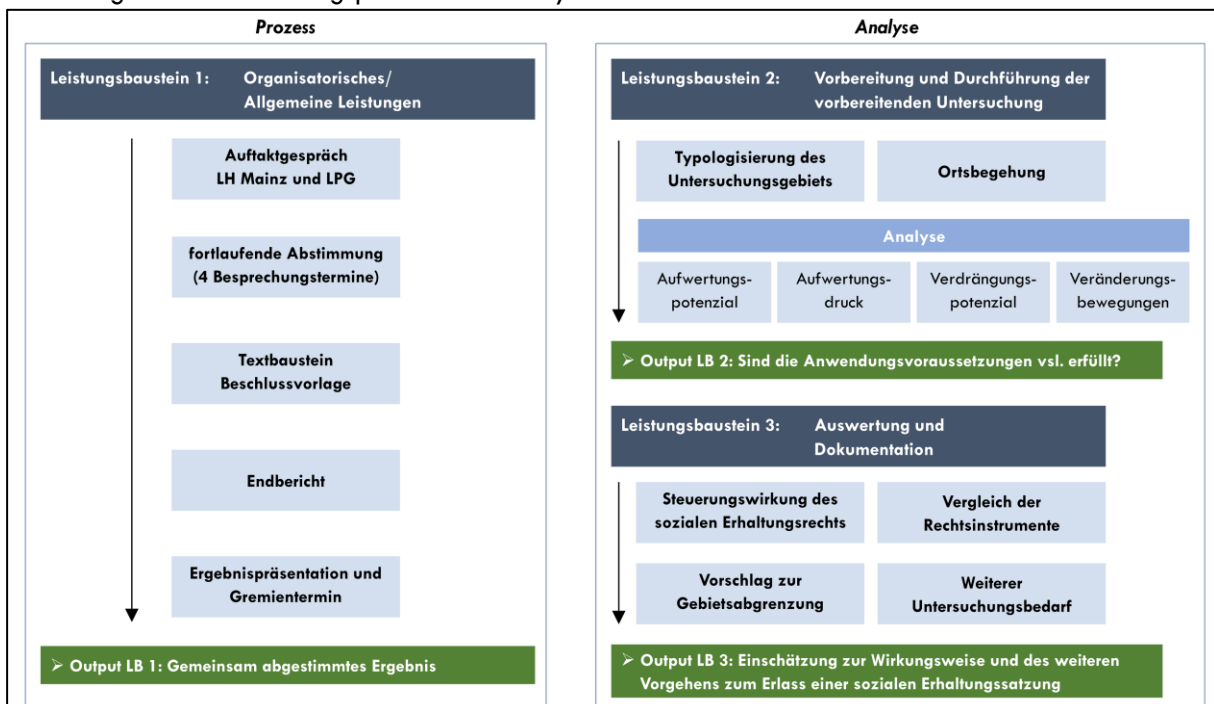 Prozess
Leistungsbaustein 1: Organisatorisches/
Allgemeine Leistungen
Auftaktgespräch
LH Mainz und LPG
fortlaufende Abstimmung
(4 Besprechungstermine)
Textbaustein
Beschlussvorlage
Endbericht
Ergebnispräsentation und
Gremientermin
➢ Output LB 1: Gemeinsam abgestimmtes Ergebnis
Analyse
Leistungsbaustein 2: Vorbereitung und Durchführung der
vorbereitenden Untersuchung
Typologisierung des
Untersuchungsgebiets
Ortsbegehung
Analyse
Aufwertungs-
potenzial
Aufwertungs-
druck
Verdrängungs-
potenzial
Veränderungs-
bewegungen
➢ Output LB 2: Sind die Anwendungsvoraussetzungen vsl. erfüllt?
Leistungsbaustein 3: Auswertung und
Dokumentation
Steuerungswirkung des
sozialen Erhaltungsrechts
Vergleich der
Rechtsinstrumente
Vorschlag zur
Gebietsabgrenzung
Weiterer
Untersuchungsbedarf
➢ Output LB 3: Einschätzung zur Wirkungsweise und des weiteren
Vorgehens zum Erlass einer sozialen Erhaltungssatzung